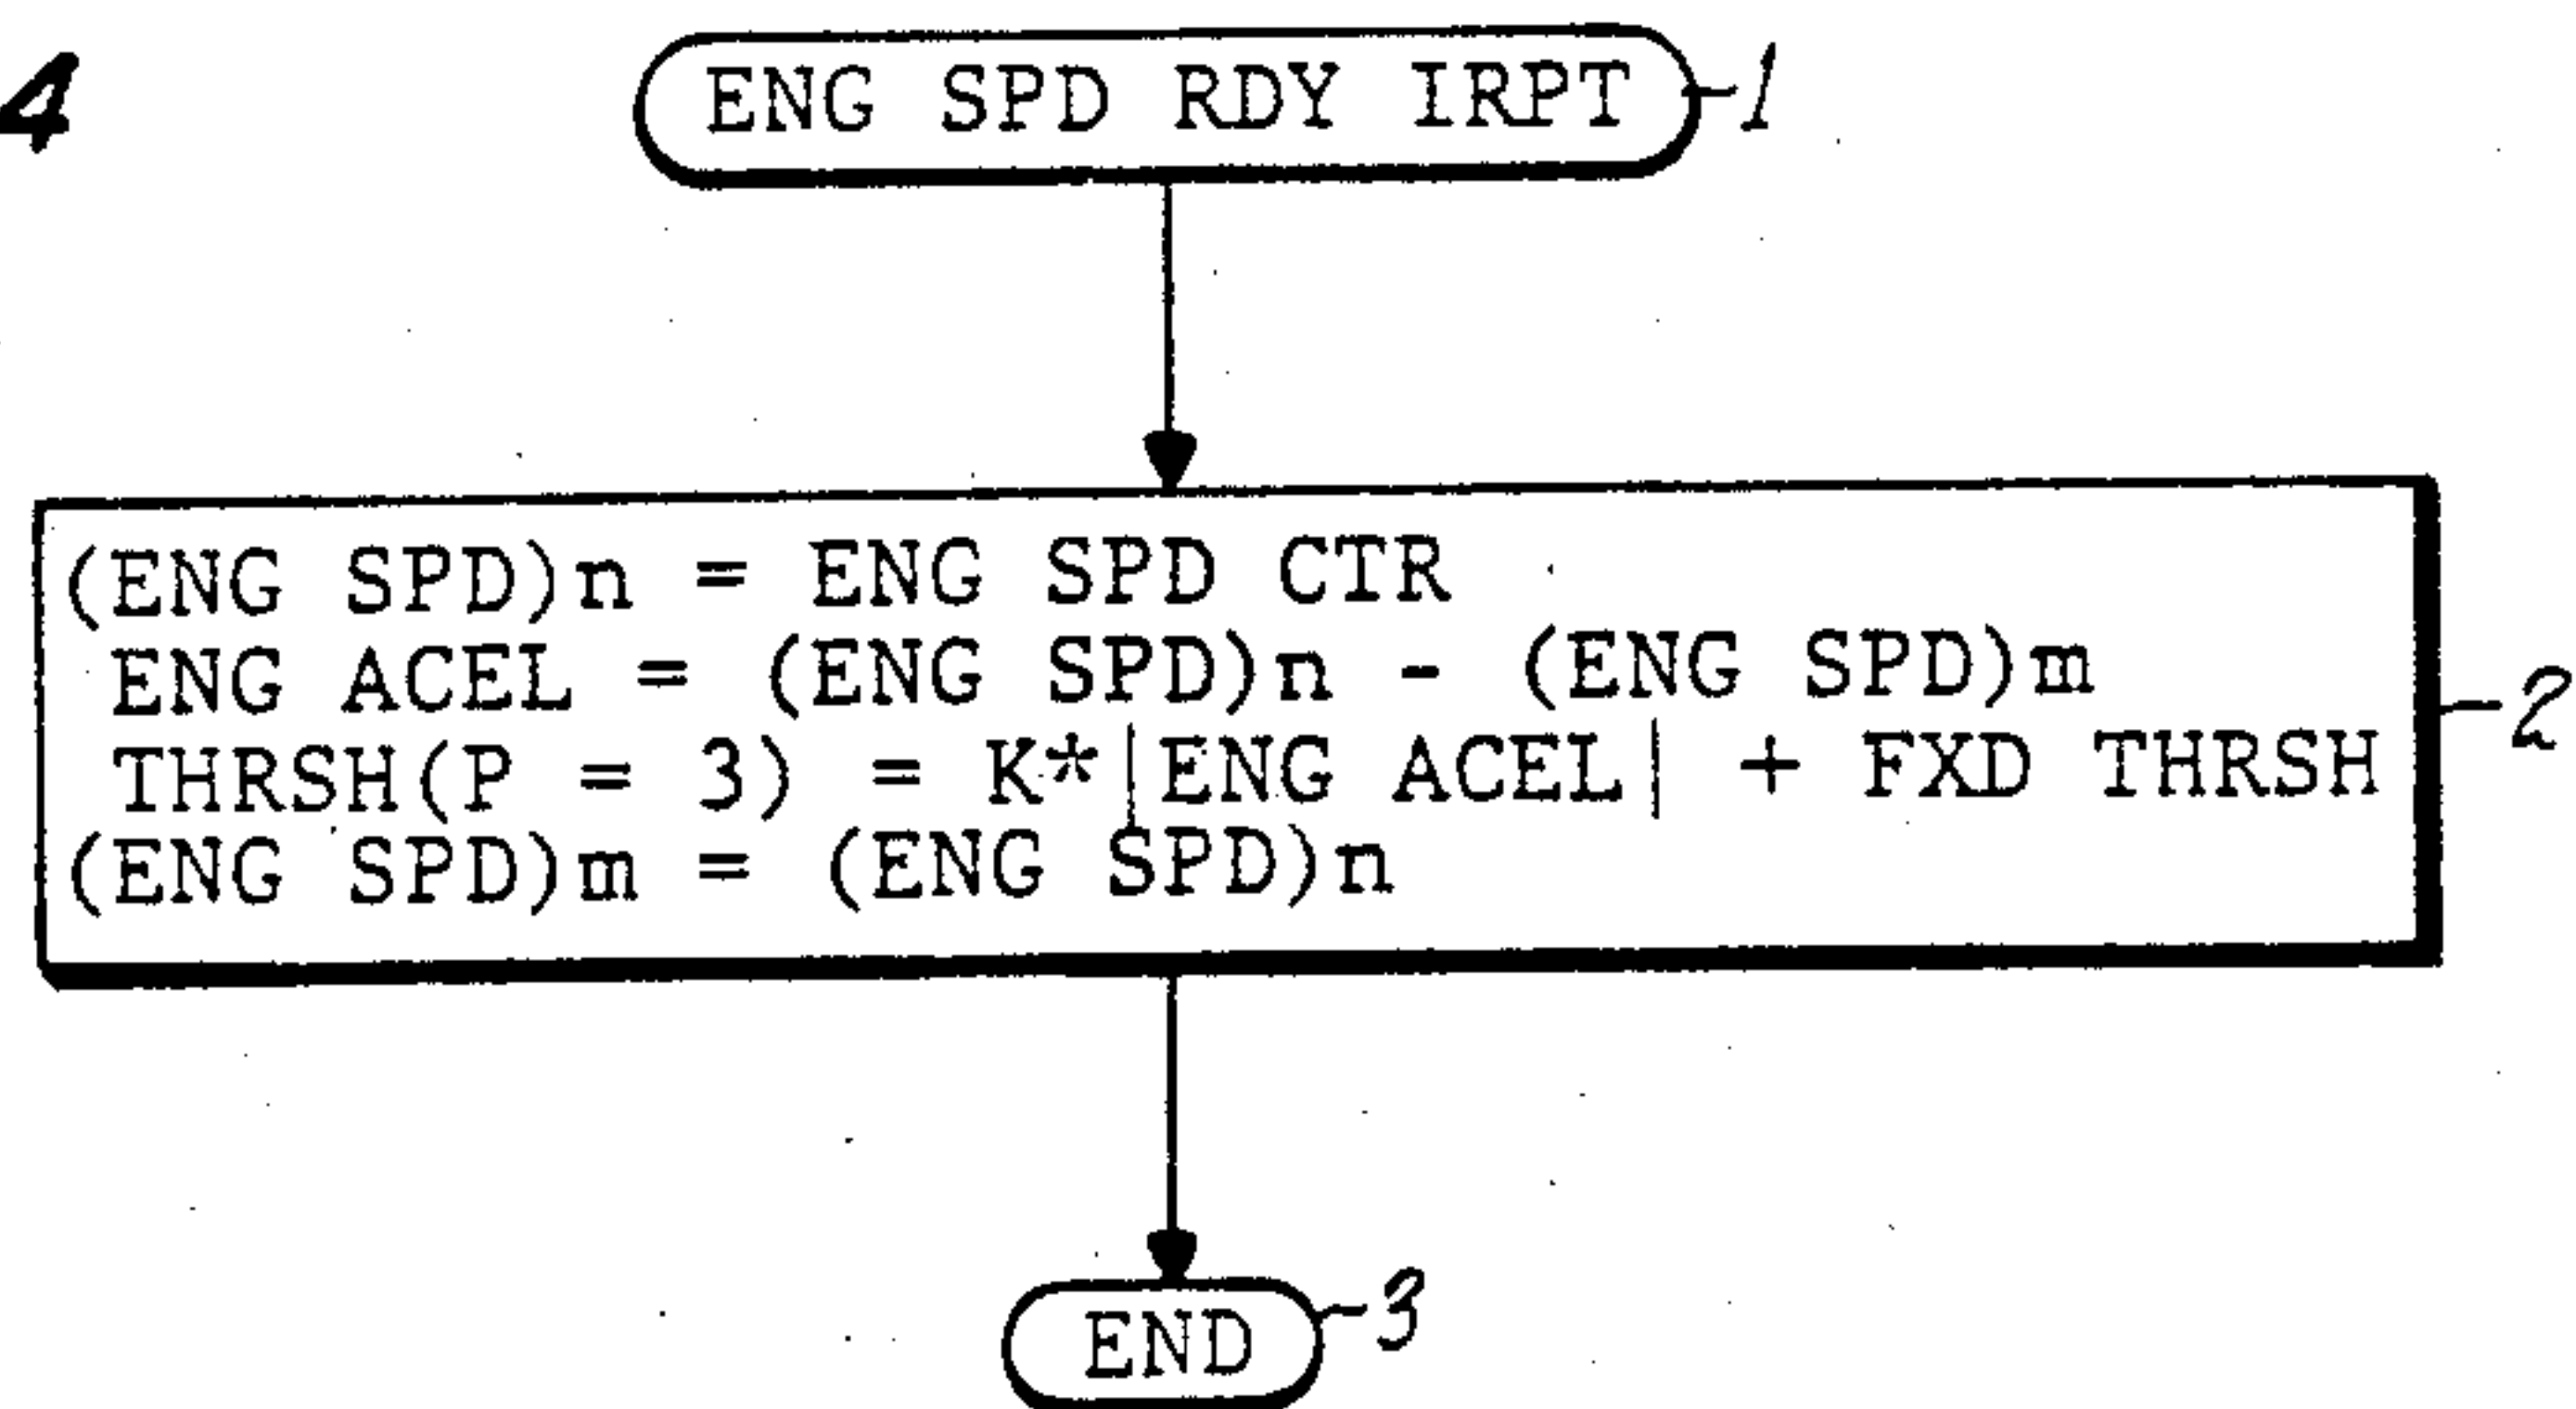 4
ENG SPD RDY IRPT
1
(ENG SPD)n = ENG SPD CTR
ENG ACEL = (ENG SPD)n - (ENG SPD)m
THRSH(P = 3) = K*|ENG ACEL| + FXD THRSH
(ENG SPD)m = (ENG SPD)n
2
END
3